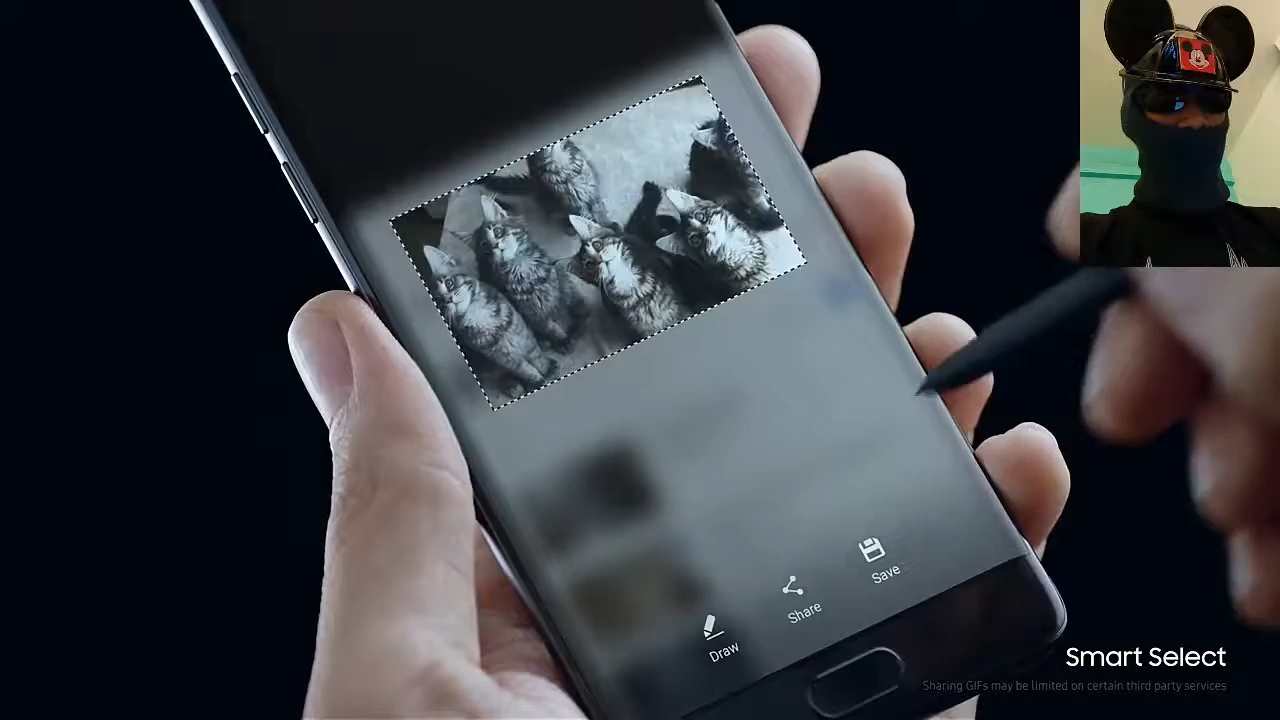 Draw
Share
Save
Smart Select
Sharing GIFs may be limited on certain third party services